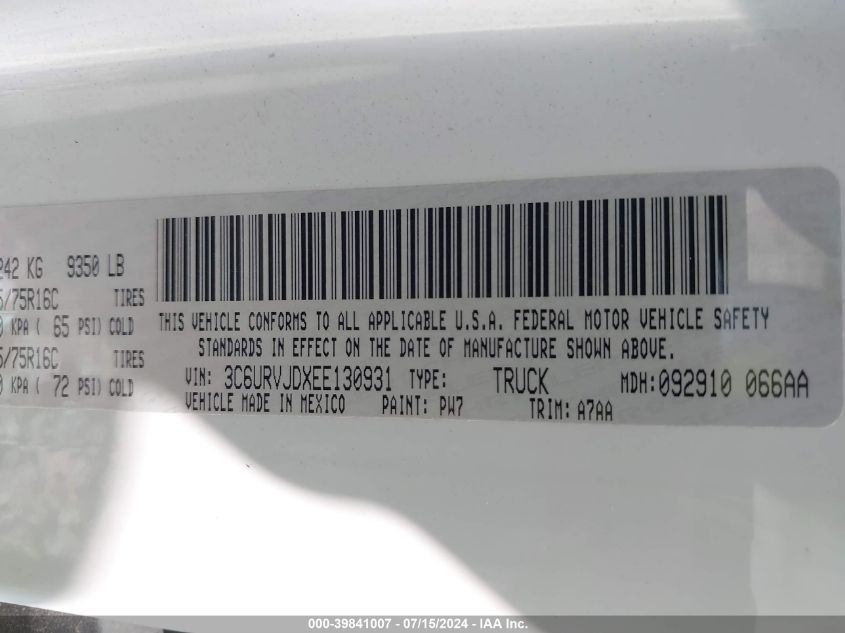 242 KG 9350 LB
5/75R16C TIRES
0 KPA ( 65 PSI) COLD
5/75R16C TIRES
0 KPA ( 72 PSI) COLD
THIS VEHICLE CONFORMS TO ALL APPLICABLE U.S.A. FEDERAL MOTOR VEHICLE SAFETY
STANDARDS IN EFFECT ON THE DATE OF MANUFACTURE SHOWN ABOVE.
VIN: 3C6URVJDXEE130931 TYPE: TRUCK MDH:092910 066AA
VEHICLE MADE IN MEXICO PAINT: PW7 TRIM: A7AA
000-39841007 - 07/15/2024 - IAA Inc.